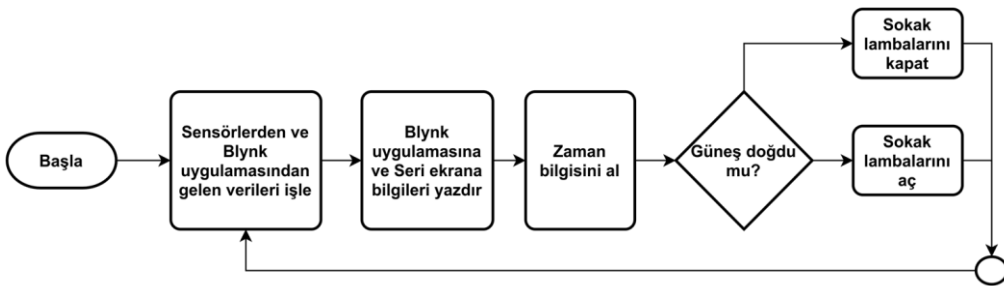 Başla
Sensörlerden ve
Blynk
uygulamasından
gelen verileri işle
Blynk
uygulamasına
ve Seri ekrana
bilgileri yazdır
Zaman
bilgisini al
Güneş doğdu
mu?
Sokak
lambalarını
kapat
Sokak
lambalarını
aç